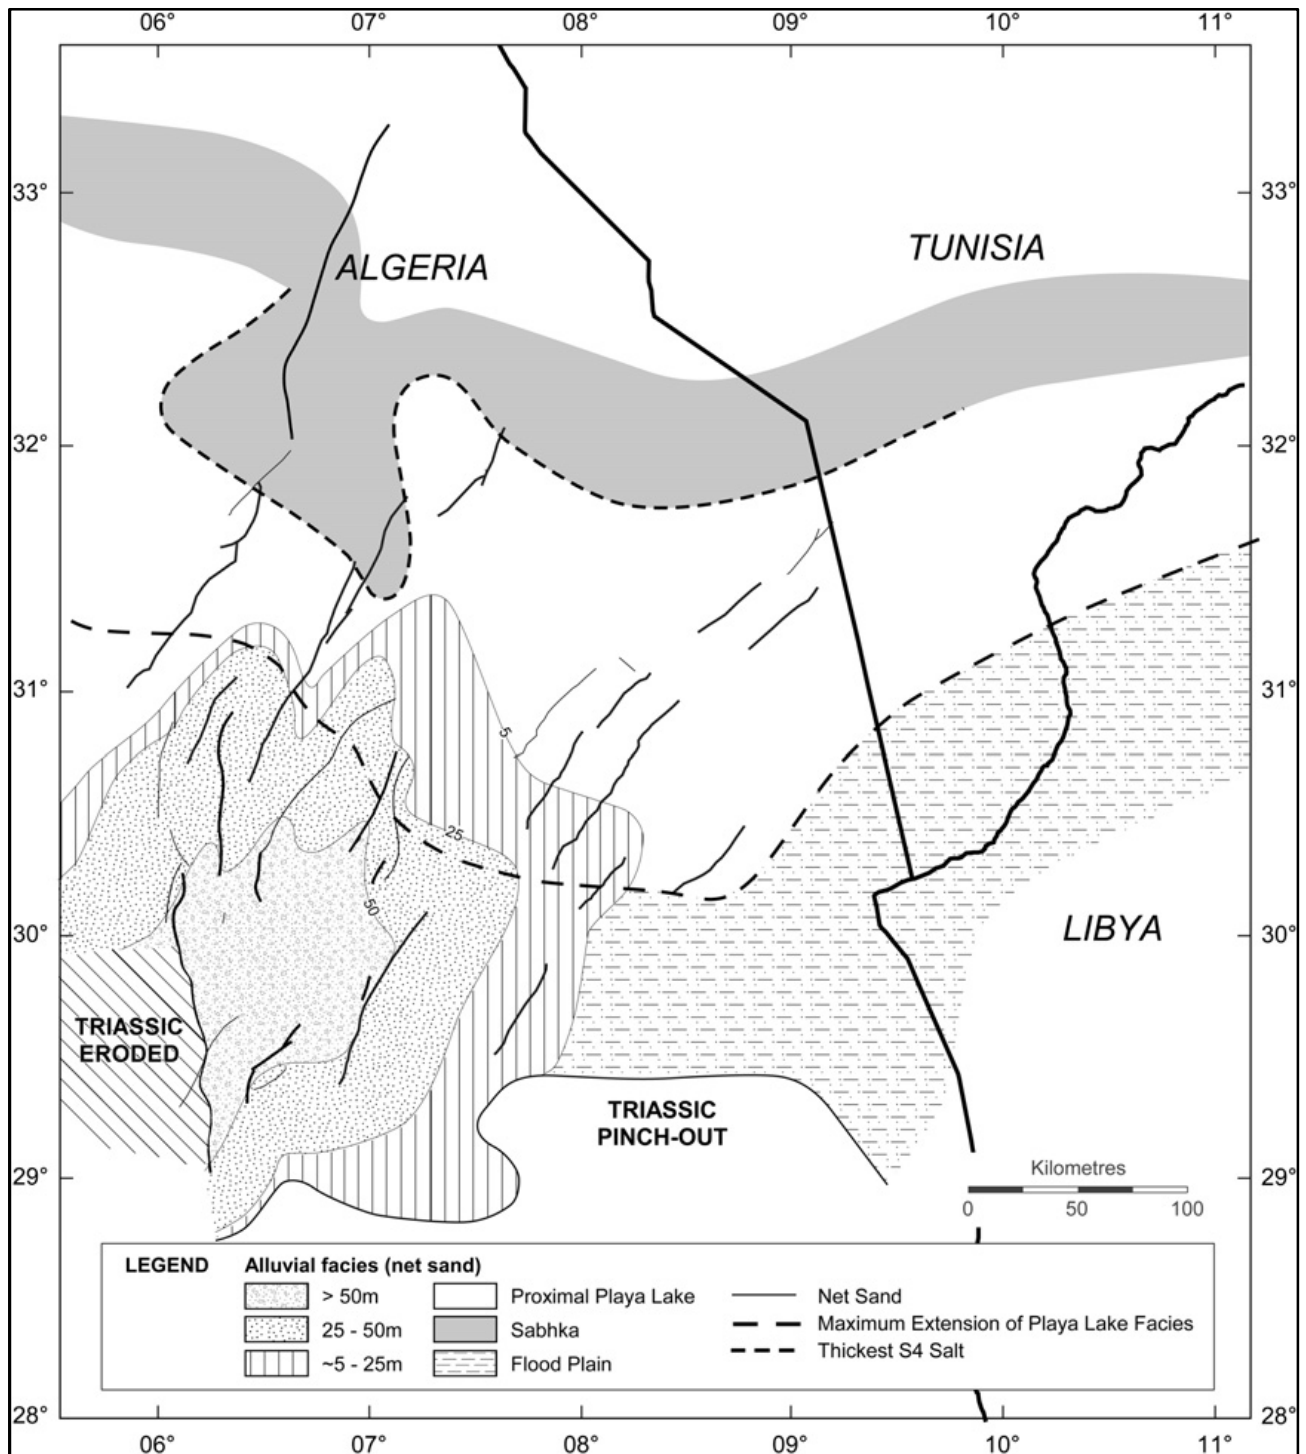 06° 07° 08° 09° 10° 11°
33° 33°
ALGERIA
TUNISIA
32° 32°
31° 31°
5
25
50
30° 30°
LIBYA
TRIASSIC
ERODED
TRIASSIC
PINCH-OUT
29° 29°
Kilometres
0 50 100
LEGEND
Alluvial facies (net sand)
> 50m
25 - 50m
~5 - 25m
Proximal Playa Lake
Sabhka
Flood Plain
Net Sand
Maximum Extension of Playa Lake Facies
Thickest S4 Salt
28° 28°
06° 07° 08° 09° 10° 11°